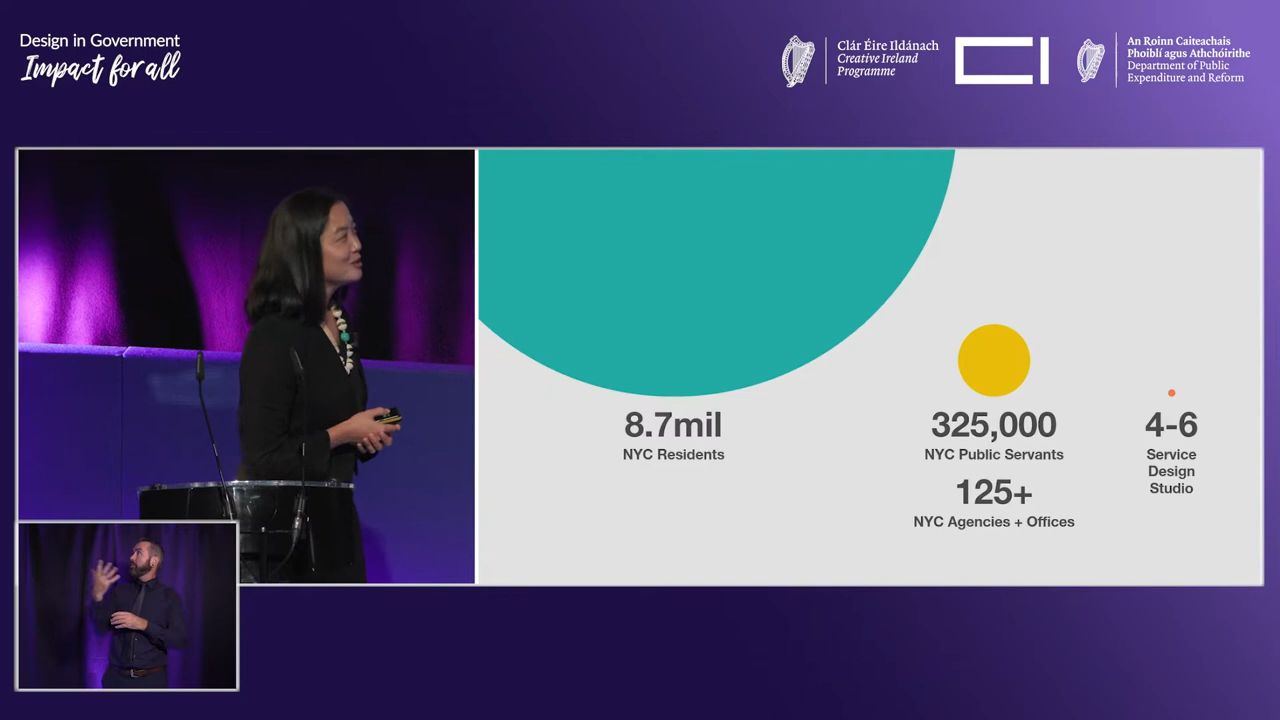 Design in Government
Impact for all
Clár Éire Ildánach
Creative Ireland
Programme
CI
An Roinn Caiteachais
Phoiblí agus Athchóirithe
Department of Public
Expenditure and Reform
8.7mil
NYC Residents
325,000
NYC Public Servants
125+
NYC Agencies + Offices
4-6
Service
Design
Studio